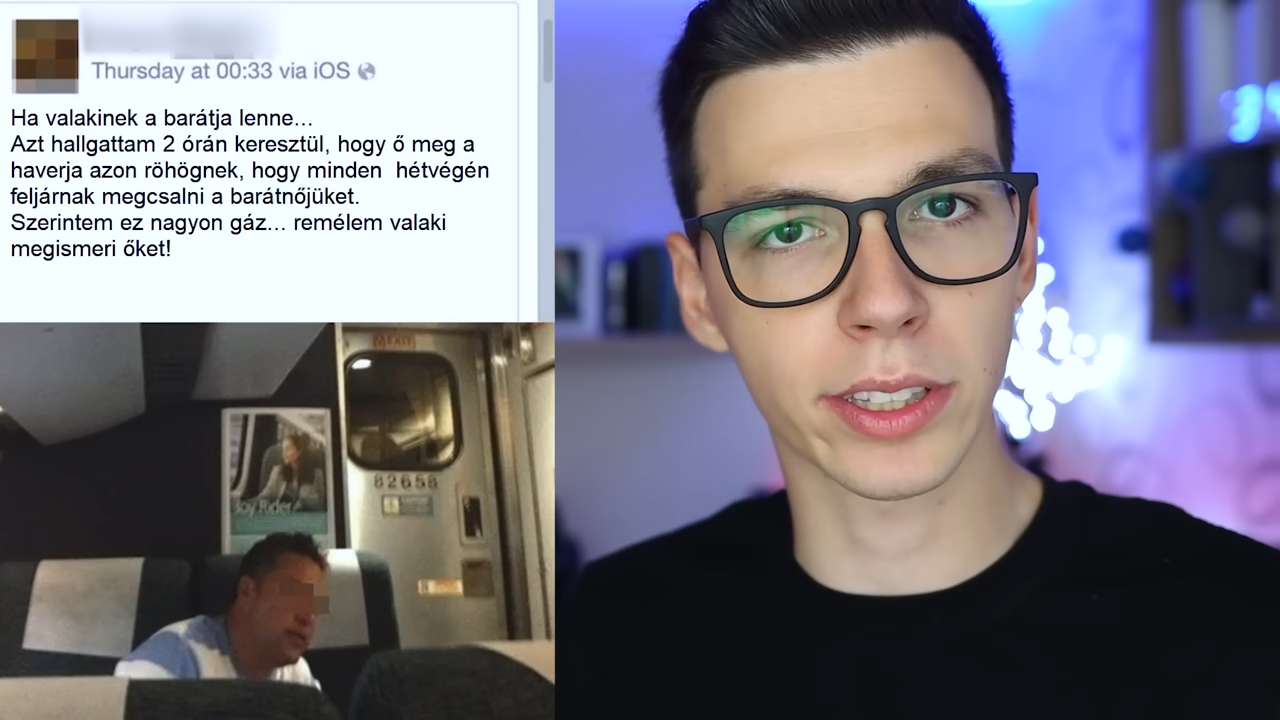 Thursday at 00:33 via iOS
Ha valakinek a barátja lenne...
Azt hallgattam 2 órán keresztül, hogy ő meg a
haverja azon röhögnek, hogy minden hétvégén
feljárnak megcsalni a barátnőjüket.
Szerintem ez nagyon gáz... remélem valaki
megismeri őket!
EXIT
82658
Joy Rider